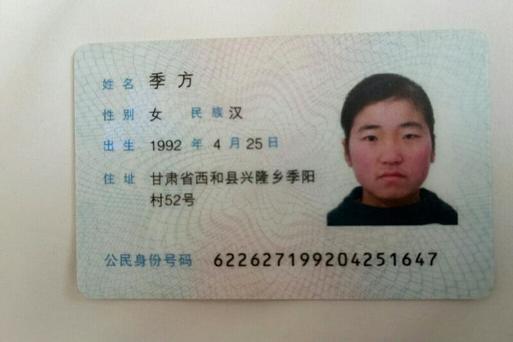 姓名 季方
性别 女 民族 汉
出生 1992 年 4 月 25 日
住址 甘肃省西和县兴隆乡季阳
村52号
公民身份号码 622627199204251647